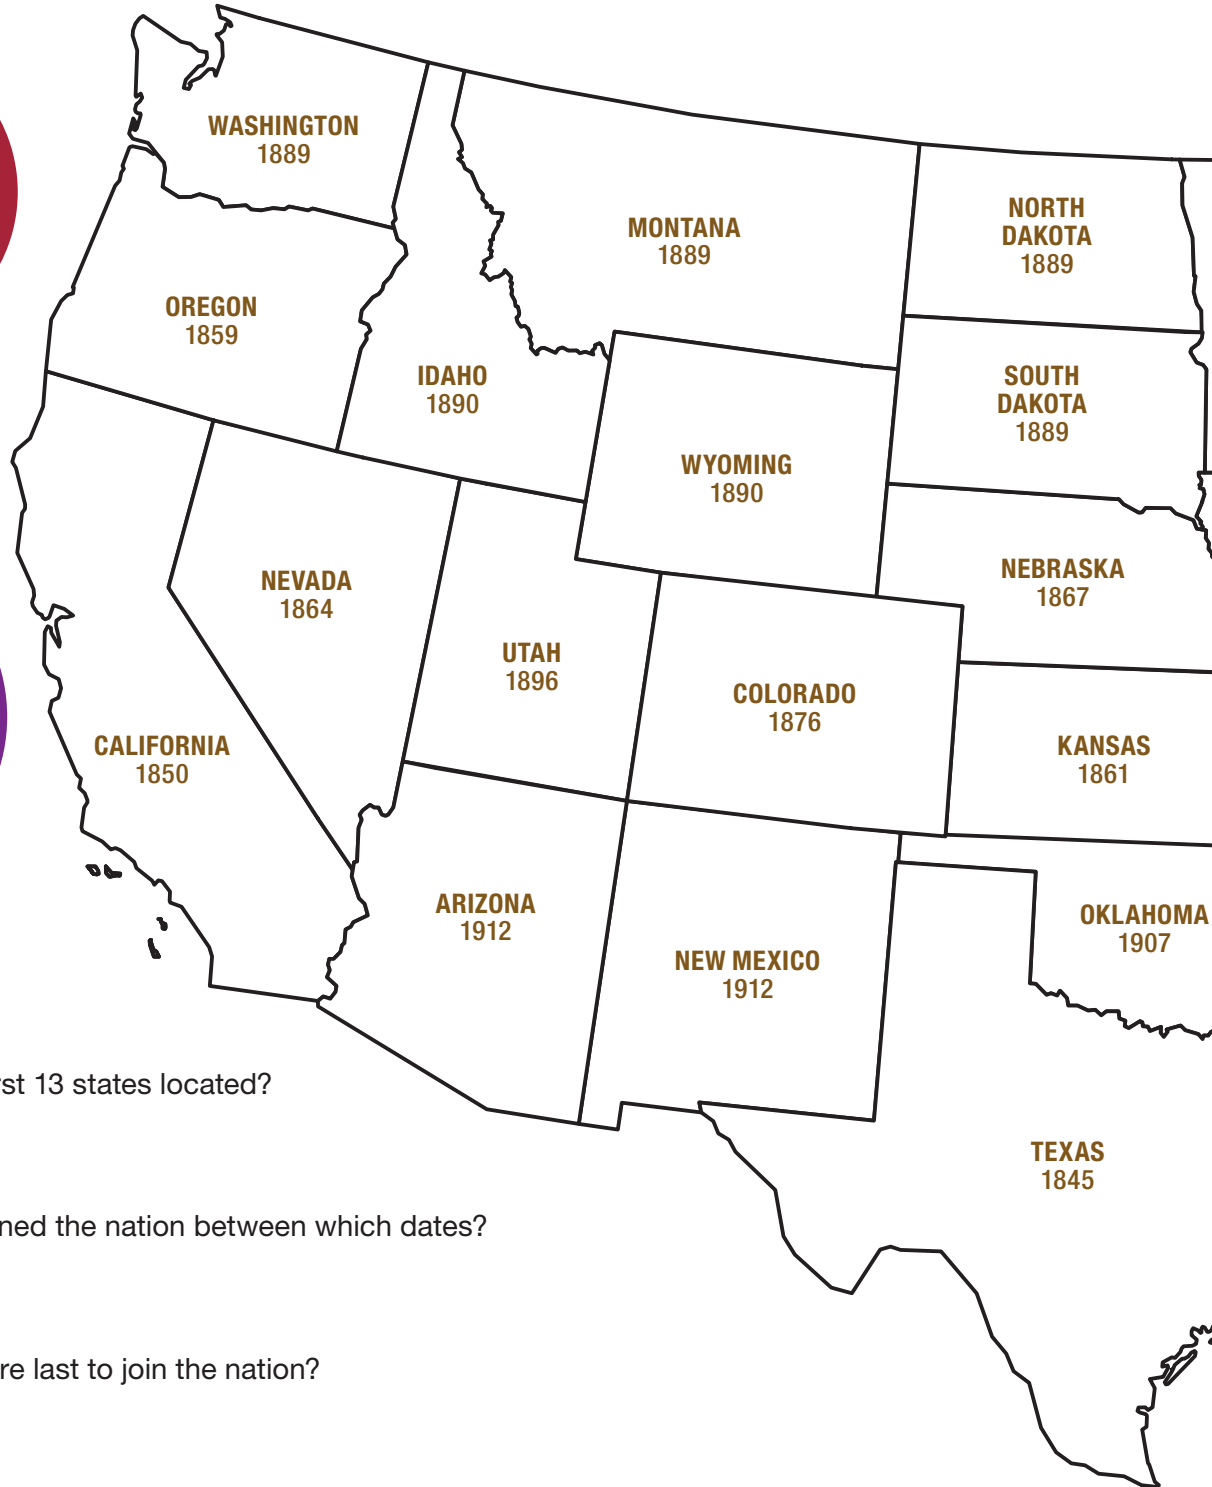 WASHINGTON
1889
MONTANA
1889
NORTH
DAKOTA
1889
OREGON
1859
IDAHO
1890
SOUTH
DAKOTA
1889
WYOMING
1890
NEVADA
1864
NEBRASKA
1867
UTAH
1896
COLORADO
1876
CALIFORNIA
1850
KANSAS
1861
ARIZONA
1912
NEW MEXICO
1912
OKLAHOMA
1907
rst 13 states located?
TEXAS
1845
ned the nation between which dates?
re last to join the nation?